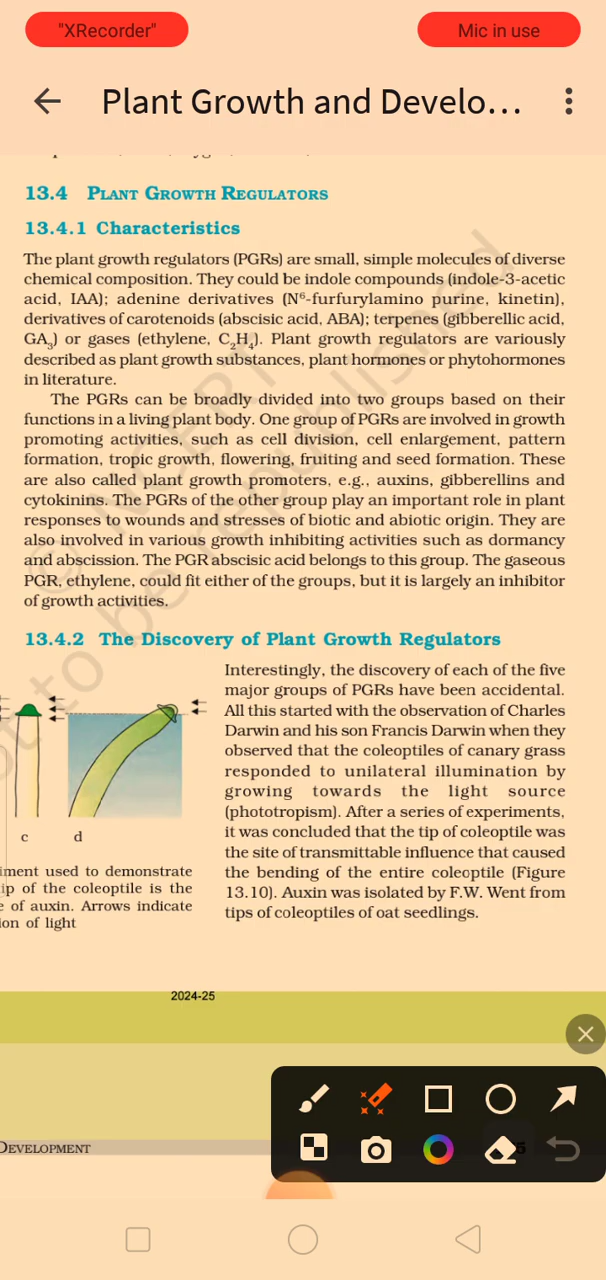 "XRecorder"
Mic in use
Plant Growth and Develo...
13.4 PLANT GROWTH REGULATORS
13.4.1 Characteristics
The plant growth regulators (PGRs) are small, simple molecules of diverse
chemical composition. They could be indole compounds (indole-3-acetic
acid, IAA); adenine derivatives (N⁶-furfurylamino purine, kinetin),
derivatives of carotenoids (abscisic acid, ABA); terpenes (gibberellic acid,
GA₃) or gases (ethylene, C₂H₄). Plant growth regulators are variously
described as plant growth substances, plant hormones or phytohormones
in literature.
The PGRs can be broadly divided into two groups based on their
functions in a living plant body. One group of PGRs are involved in growth
promoting activities, such as cell division, cell enlargement, pattern
formation, tropic growth, flowering, fruiting and seed formation. These
are also called plant growth promoters, e.g., auxins, gibberellins and
cytokinins. The PGRs of the other group play an important role in plant
responses to wounds and stresses of biotic and abiotic origin. They are
also involved in various growth inhibiting activities such as dormancy
and abscission. The PGR abscisic acid belongs to this group. The gaseous
PGR, ethylene, could fit either of the groups, but it is largely an inhibitor
of growth activities.
13.4.2 The Discovery of Plant Growth Regulators
Interestingly, the discovery of each of the five
major groups of PGRs have been accidental.
All this started with the observation of Charles
Darwin and his son Francis Darwin when they
observed that the coleoptiles of canary grass
responded to unilateral illumination by
growing towards the light source
(phototropism). After a series of experiments,
it was concluded that the tip of coleoptile was
the site of transmittable influence that caused
the bending of the entire coleoptile (Figure
13.10). Auxin was isolated by F.W. Went from
tips of coleoptiles of oat seedlings.
c d
iment used to demonstrate
ip of the coleoptile is the
e of auxin. Arrows indicate
ion of light
© NCERT
not to be republished
2024-25
DEVELOPMENT
5